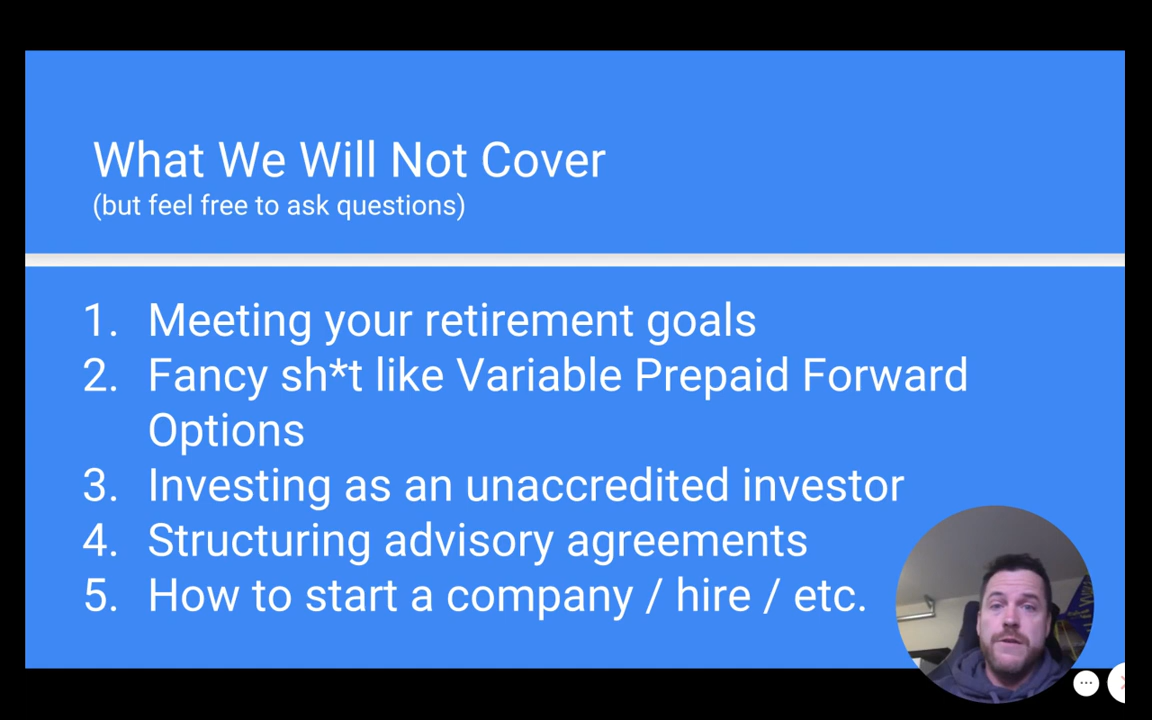 What We Will Not Cover
(but feel free to ask questions)
1. Meeting your retirement goals
2. Fancy sh*t like Variable Prepaid Forward
Options
3. Investing as an unaccredited investor
4. Structuring advisory agreements
5. How to start a company / hire / etc.